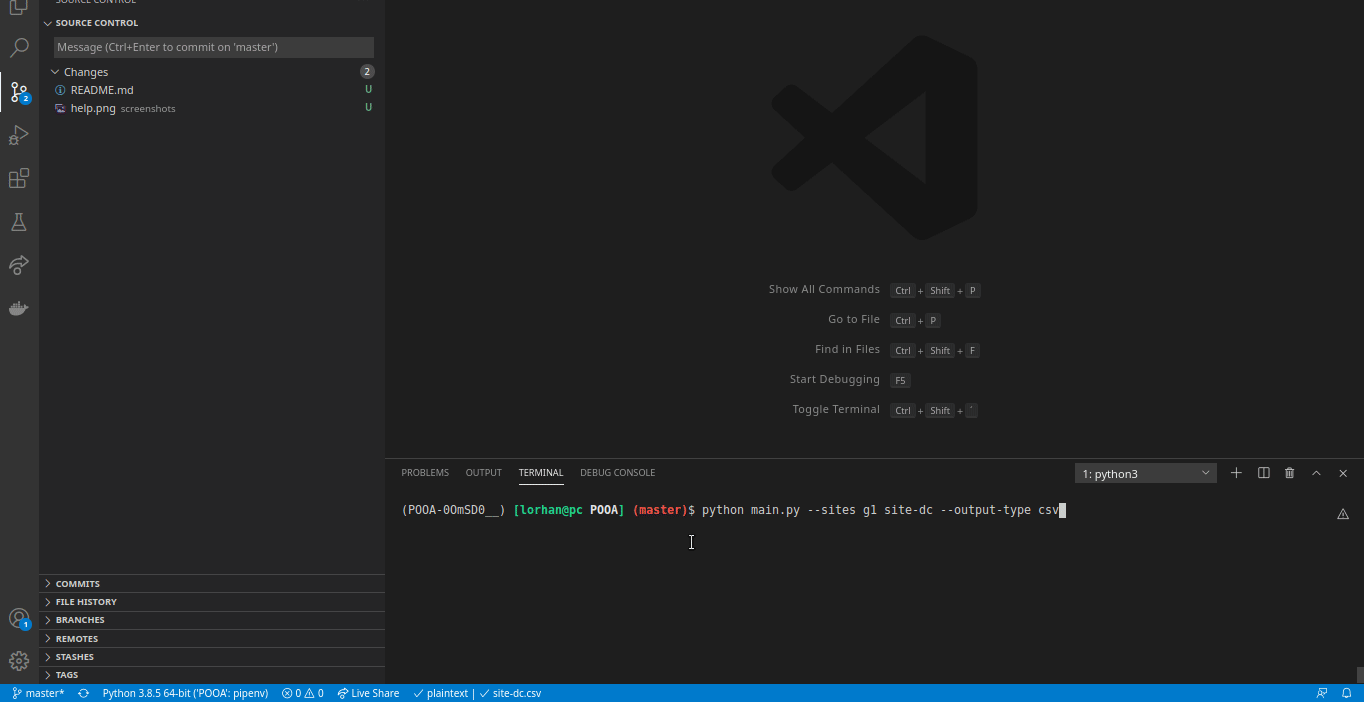 SOURCE CONTROL
SOURCE CONTROL
Message (Ctrl+Enter to commit on 'master')
Changes 2
README.md U
help.png screenshots U
2
Show All Commands Ctrl + Shift + P
Go to File Ctrl + P
Find in Files Ctrl + Shift + F
Start Debugging F5
Toggle Terminal Ctrl + Shift + `
PROBLEMS OUTPUT TERMINAL DEBUG CONSOLE 1: python3
(POOA-0OmSD0__) [lorhan@pc POOA] (master)$ python main.py --sites g1 site-dc --output-type csv
COMMITS
FILE HISTORY
BRANCHES
REMOTES
STASHES
TAGS
1
master* Python 3.8.5 64-bit ('POOA': pipenv) 0 0 Live Share plaintext | site-dc.csv